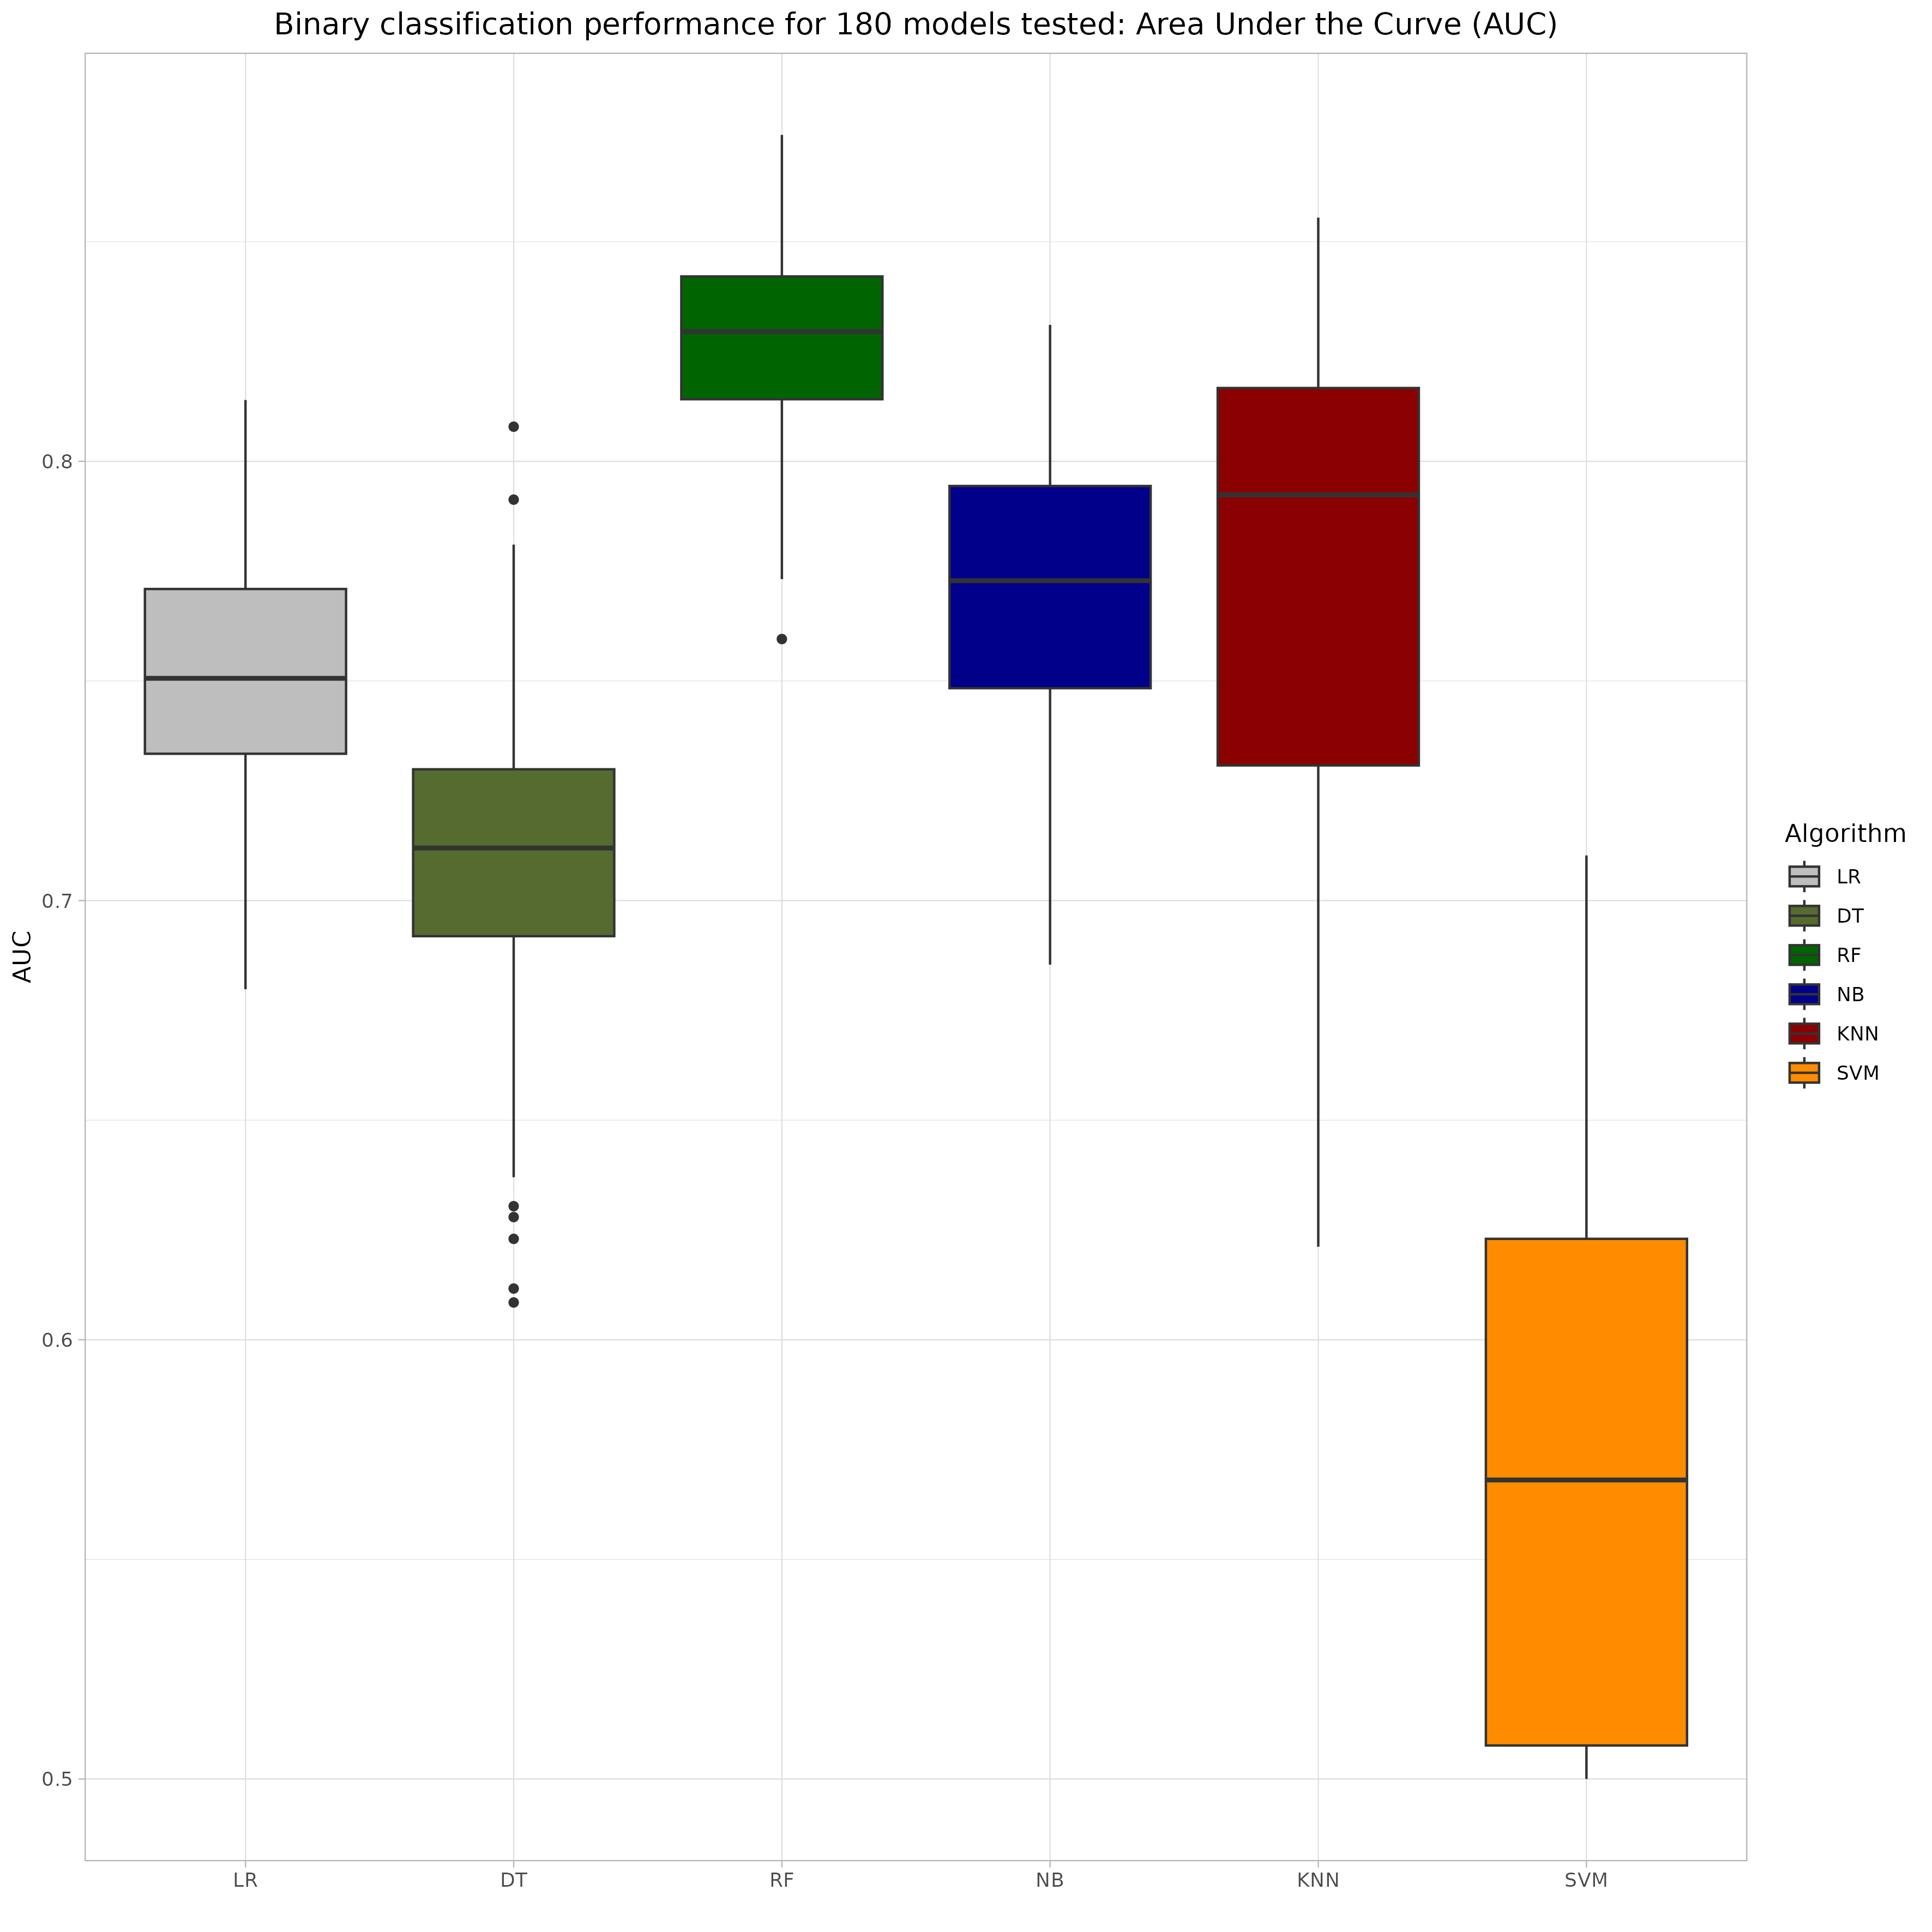 Binary classification performance for 180 models tested: Area Under the Curve (AUC)
AUC
0.8
0.7
0.6
0.5
LR DT RF NB KNN SVM
Algorithm
LR
DT
RF
NB
KNN
SVM